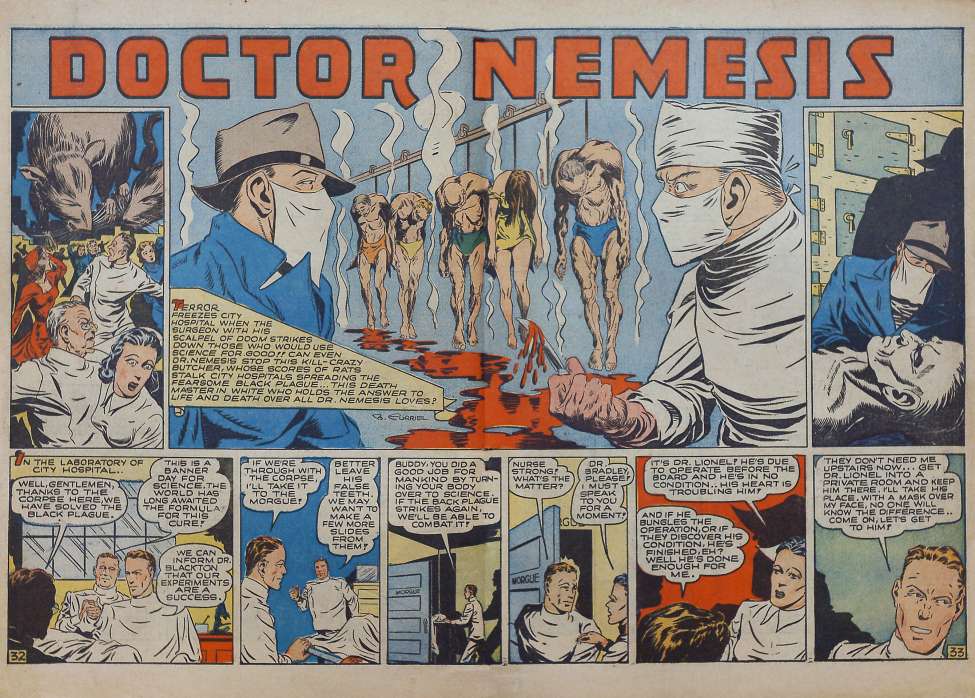 DOCTOR NEMESIS
TERROR
FREEZES CITY
HOSPITAL WHEN THE
SURGEON WITH HIS
SCALPEL OF DOOM STRIKES
DOWN THOSE WHO WOULD USE
SCIENCE FOR GOOD!! CAN EVEN
DR. NEMESIS STOP THIS KILL-CRAZY
BUTCHER, WHOSE SCORES OF RATS
STALK CITY HOSPITALS SPREADING THE
FEARSOME BLACK PLAGUE... THIS DEATH
MASTER IN WHITE WHO HOLDS THE ANSWER TO
LIFE AND DEATH OVER ALL DR. NEMESIS LOVES?
B. CURRIEL
IN THE LABORATORY OF
CITY HOSPITAL...
WELL, GENTLEMEN,
THANKS TO THE
CORPSE HERE, WE
HAVE SOLVED THE
BLACK PLAGUE.
THIS IS A
BANNER
DAY FOR
SCIENCE. THE
WORLD HAS
LONG AWAITED
THE FORMULA
FOR THIS
CURE!
WE CAN
INFORM DR.
BLACKTON
THAT OUR
EXPERIMENTS
ARE A
SUCCESS.
32
IF WE'RE
THROUGH WITH
THE CORPSE,
I'LL TAKE IT
TO THE
MORGUE!
BETTER
LEAVE
HIS
FALSE
TEETH.
WE MAY
WANT TO
MAKE A
FEW MORE
SLIDES
FROM
THEM!
BUDDY, YOU DID A
GOOD JOB FOR
MANKIND BY TURN-
ING YOUR BODY
OVER TO SCIENCE.
IF THE BACK PLAGUE
STRIKES AGAIN,
WE'LL BE ABLE TO
COMBAT IT!
MORGUE
NURSE
STRONG!
WHAT'S THE
MATTER?
DR.
BRADLEY,
PLEASE!
I MUST
SPEAK TO
YOU FOR
A MOMENT!
RGUE
MORGUE
IT'S DR. LIONEL! HE'S DUE
TO OPERATE BEFORE THE
BOARD AND HE'S IN NO
CONDITION. HIS HEART IS
TROUBLING HIM!
AND IF HE
BUNGLES THE
OPERATION, OR IF
THEY DISCOVER HIS
CONDITION, HE'S
FINISHED, EH?
WELL HE'S DONE
ENOUGH FOR
ME.
THEY DON'T NEED ME
UPSTAIRS NOW... GET
DR LIONEL INTO A
PRIVATE ROOM AND KEEP
HIM THERE. I'LL TAKE HIS
PLACE, WITH A MASK OVER
MY FACE, NO ONE WILL
KNOW THE DIFFERENCE..
COME ON, LET'S GET
TO HIM!
33